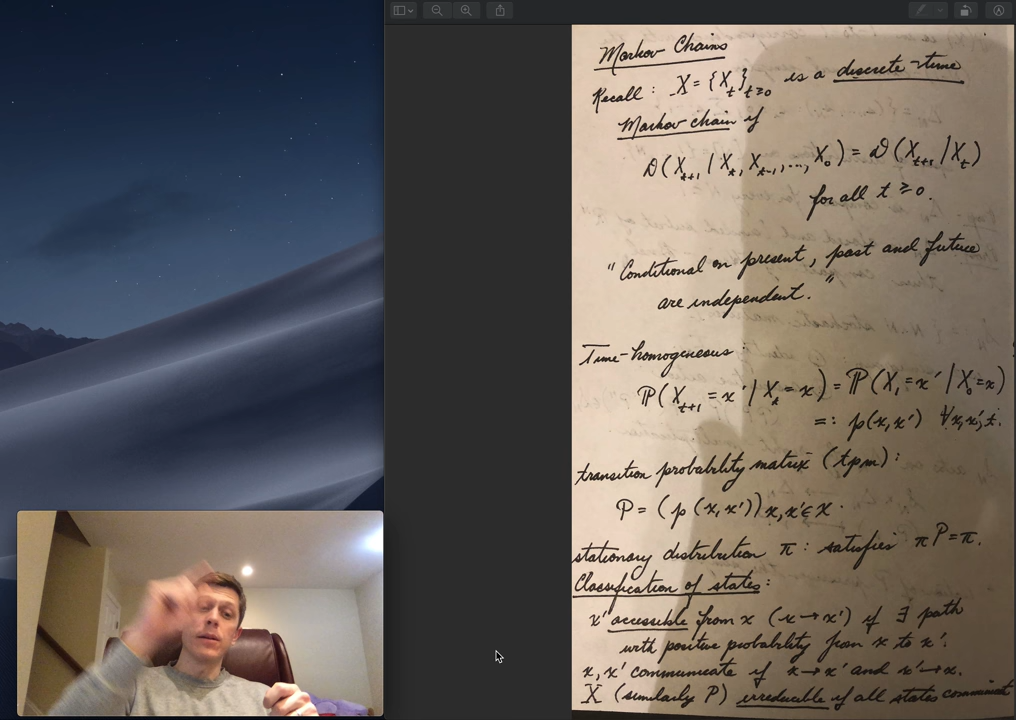 Markov Chains
Recall: X = {X_t}_{t≥0} is a discrete-time
Markov chain if
𝒟(X_{t+1} | X_t, X_{t-1}, ..., X_0) = 𝒟(X_{t+1} | X_t)
for all t ≥ 0.
"Conditional on present, past and future
are independent."
Time-homogeneous:
ℙ(X_{t+1} = x' | X_t = x) = ℙ(X_1 = x' | X_0 = x)
=: p(x,x') ∀x,x',t.
transition probability matrix (tpm):
P = (p(x,x'))x,x'∈X.
stationary distribution π: satisfies πP=π.
Classification of states:
x' accessible from x (x→x') if ∃ path
with positive probability from x to x'.
x, x' communicate if x→x' and x'→x.
X (similarly P) irreducible if all states communicate